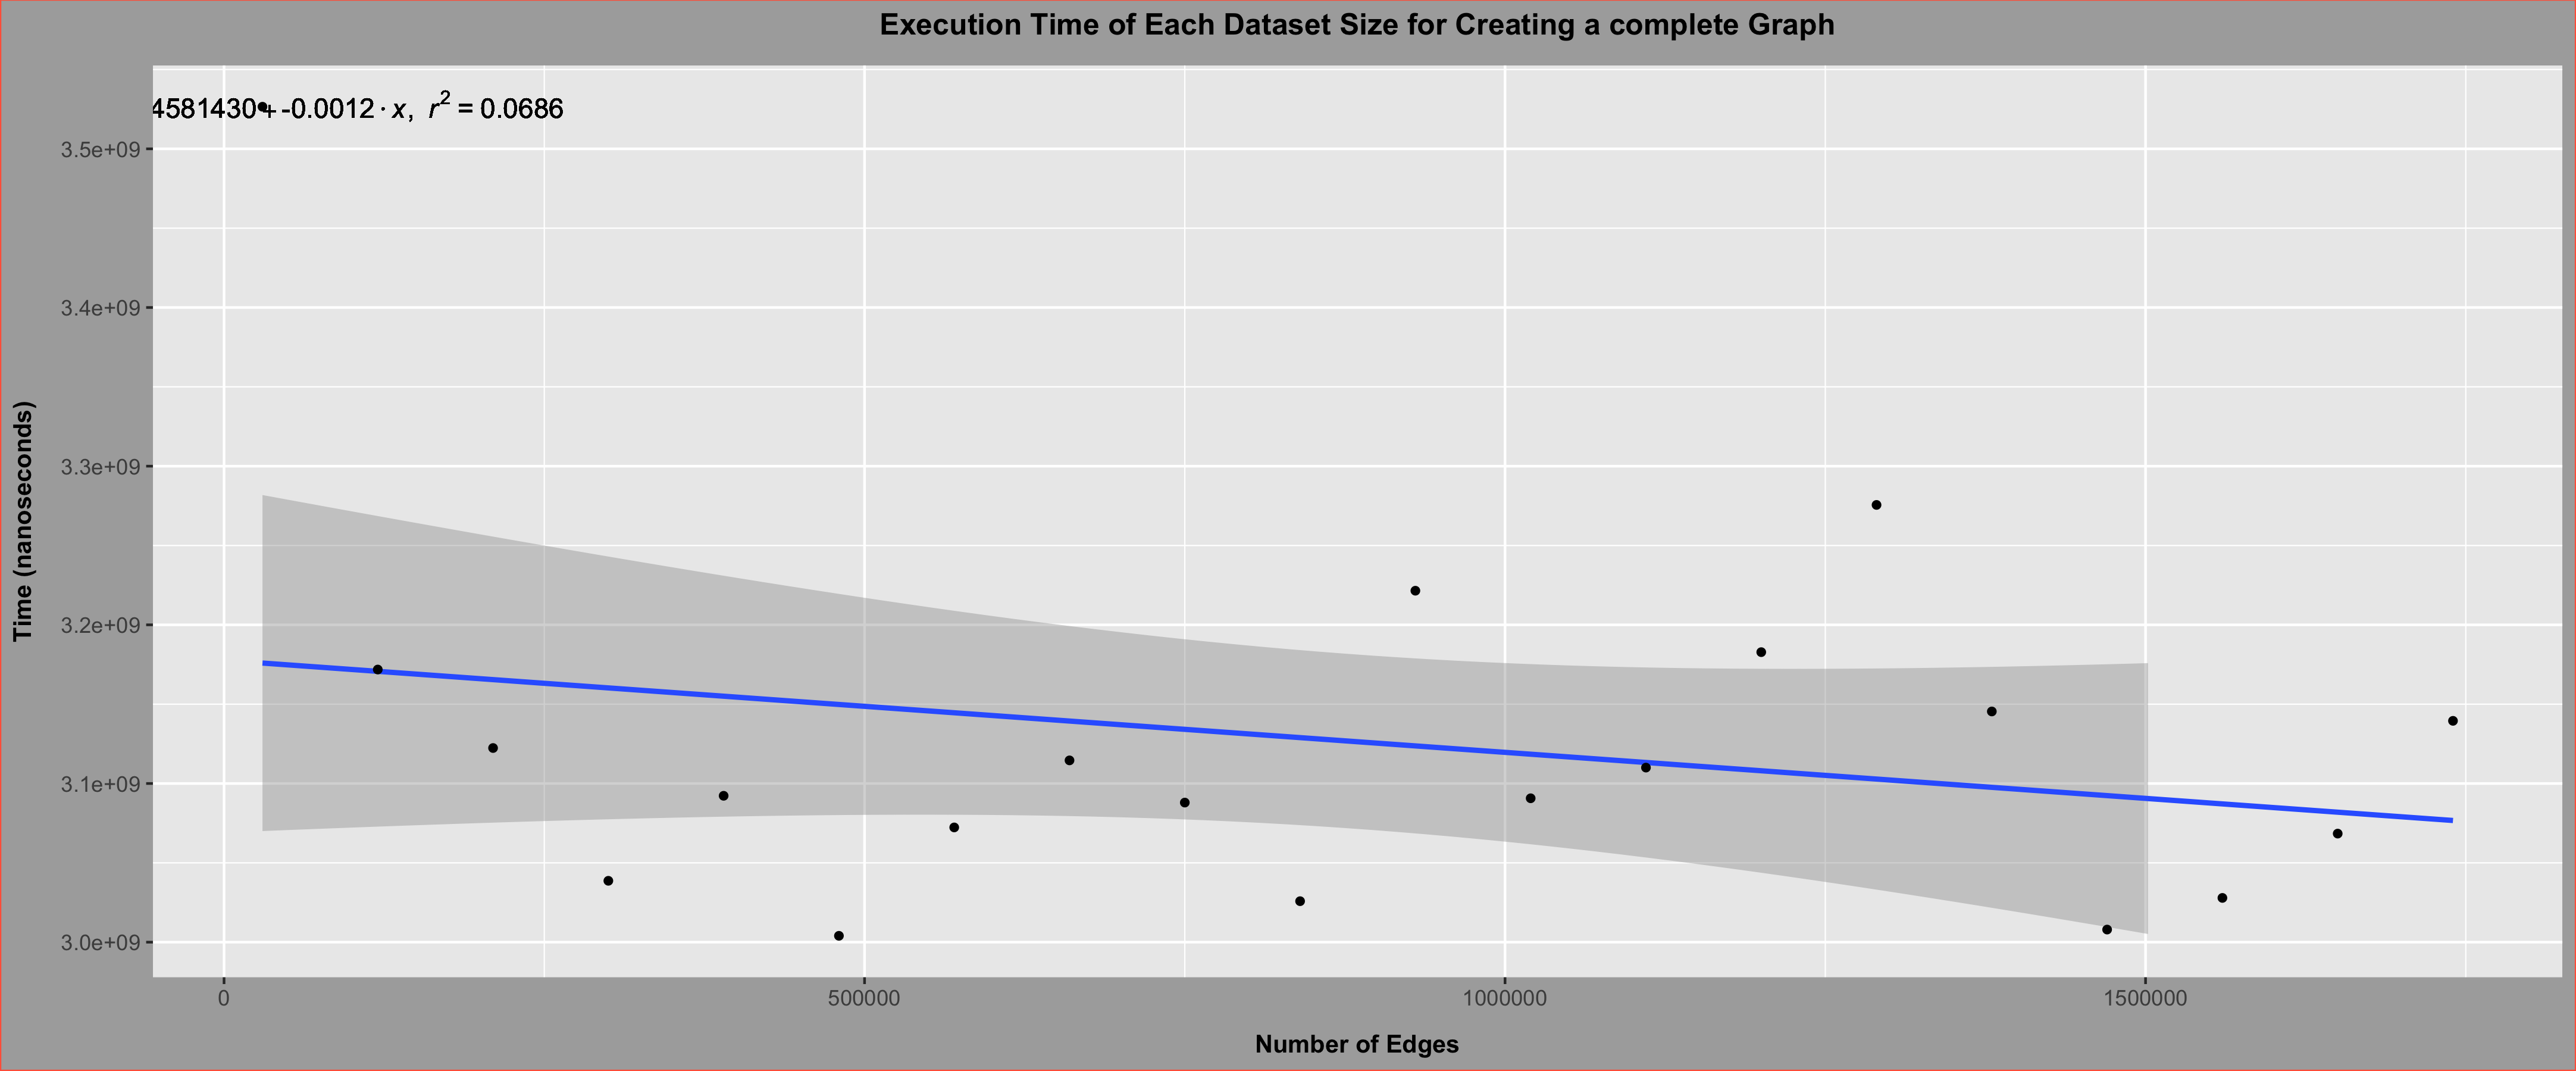 Execution Time of Each Dataset Size for Creating a complete Graph
4581430+ -0.0012 · x, r² = 0.0686
3.5e+09
3.4e+09
3.3e+09
3.2e+09
3.1e+09
3.0e+09
Time (nanoseconds)
0 500000 1000000 1500000
Number of Edges